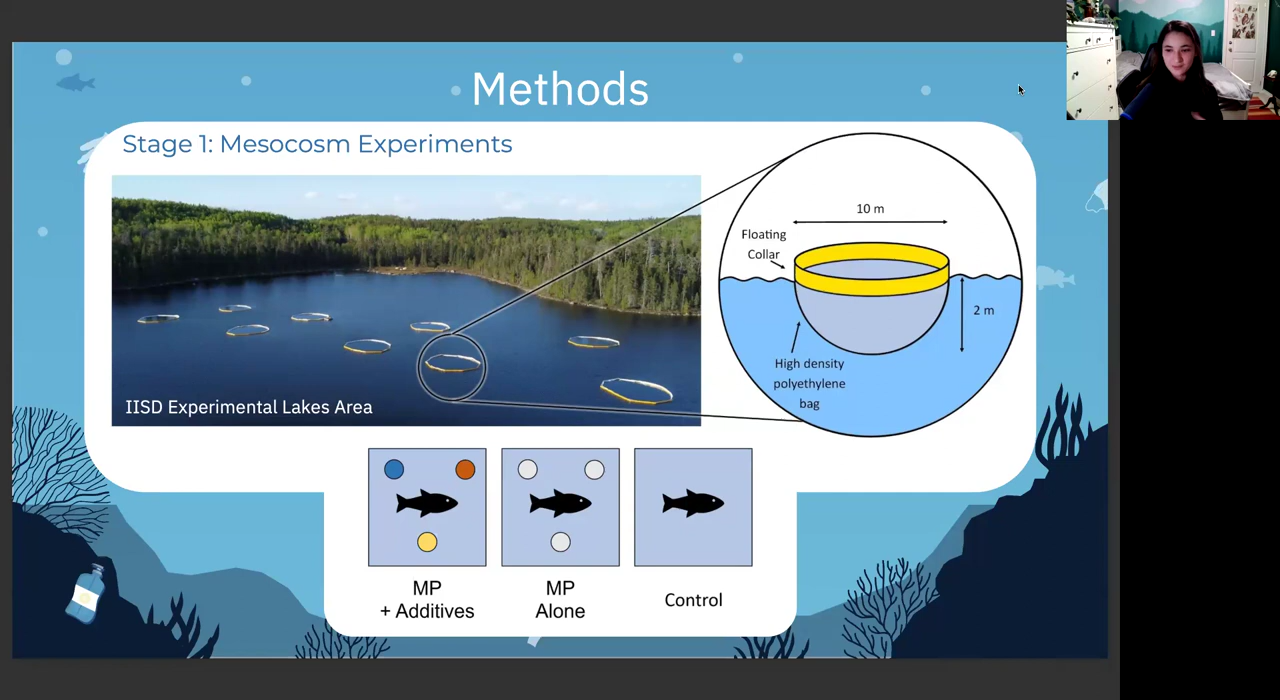 Methods
Stage 1: Mesocosm Experiments
10 m
Floating
Collar
2 m
High density
polyethylene
bag
IISD Experimental Lakes Area
MP
+ Additives
MP
Alone
Control